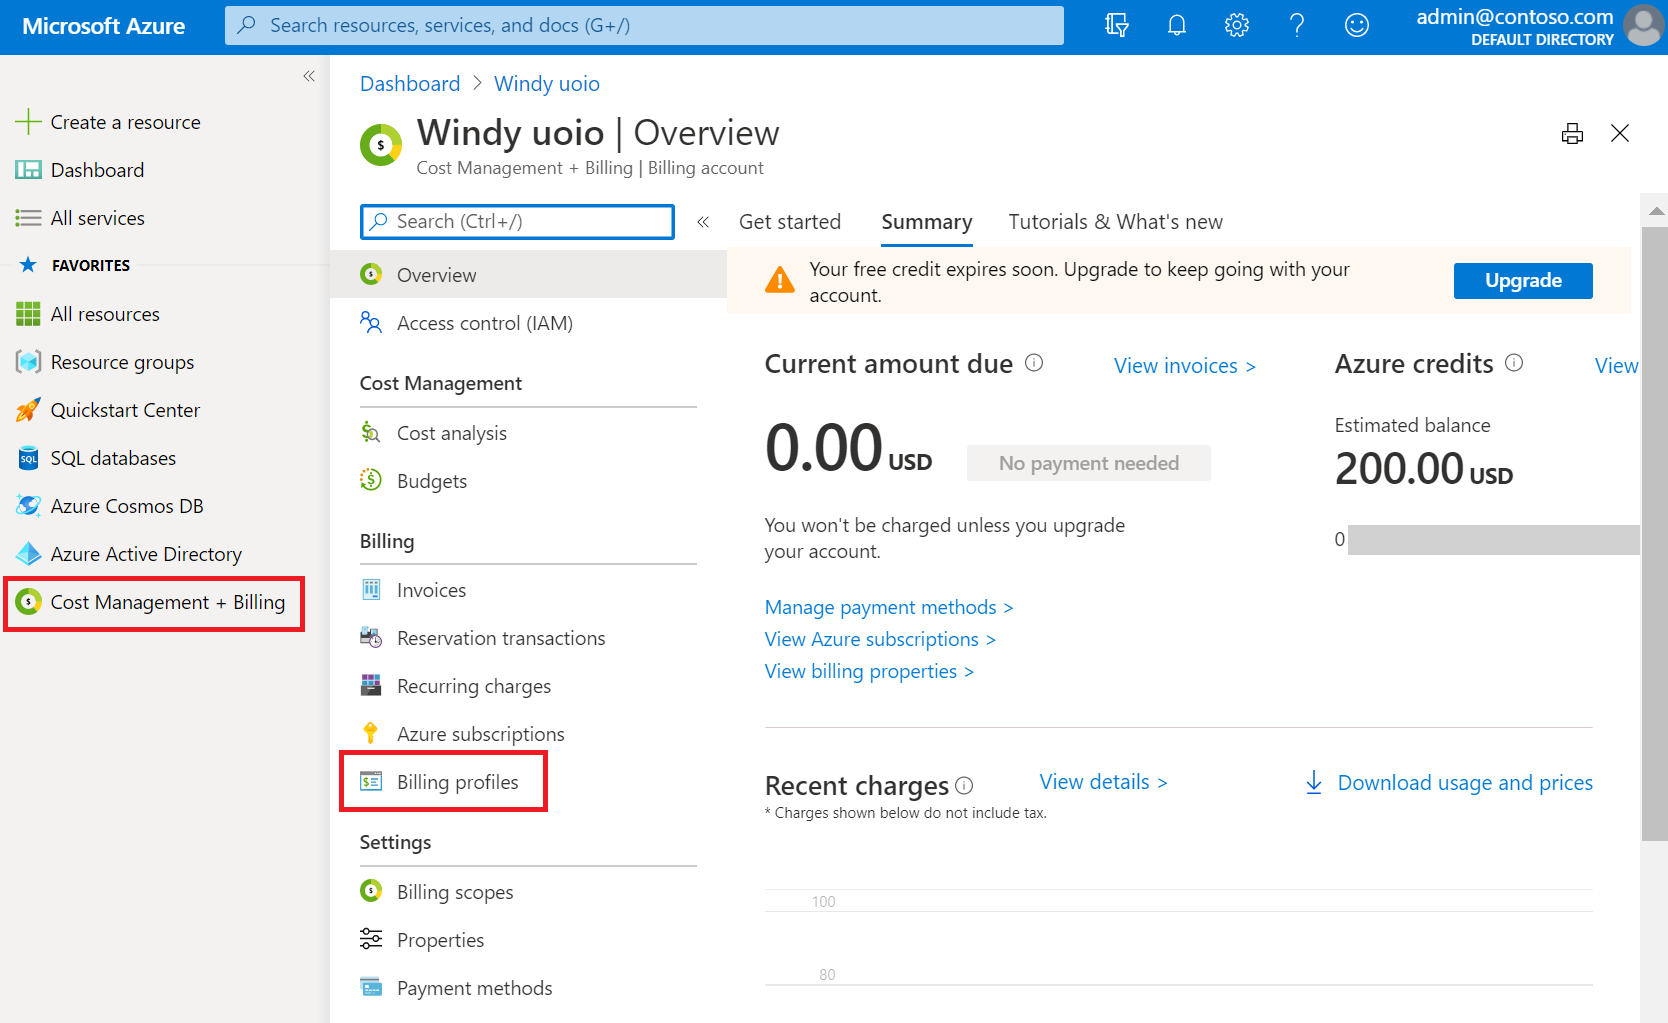 Microsoft Azure
Search resources, services, and docs (G+/)
admin@contoso.com
DEFAULT DIRECTORY
Create a resource
Dashboard
All services
FAVORITES
All resources
Resource groups
Quickstart Center
SQL databases
Azure Cosmos DB
Azure Active Directory
Cost Management + Billing
Dashboard > Windy uoio
Windy uoio | Overview
Cost Management + Billing | Billing account
Search (Ctrl+/)
Overview
Access control (IAM)
Cost Management
Cost analysis
Budgets
Billing
Invoices
Reservation transactions
Recurring charges
Azure subscriptions
Billing profiles
Settings
Billing scopes
Properties
Payment methods
Get started Summary Tutorials & What's new
Your free credit expires soon. Upgrade to keep going with your
account.
Upgrade
Current amount due View invoices >
0.00 USD No payment needed
You won't be charged unless you upgrade
your account.
Manage payment methods >
View Azure subscriptions >
View billing properties >
Azure credits View
Estimated balance
200.00 USD
0
Recent charges View details > Download usage and prices
* Charges shown below do not include tax.
100
80